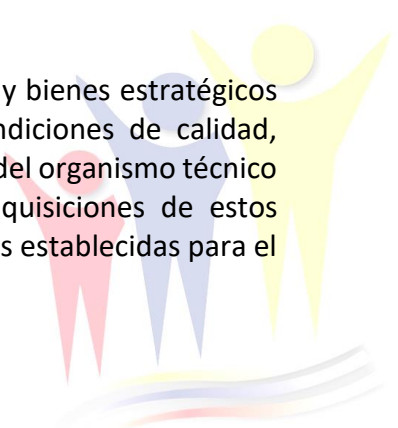 y bienes estratégicos
ndiciones de calidad,
del organismo técnico
quisiciones de estos
s establecidas para el